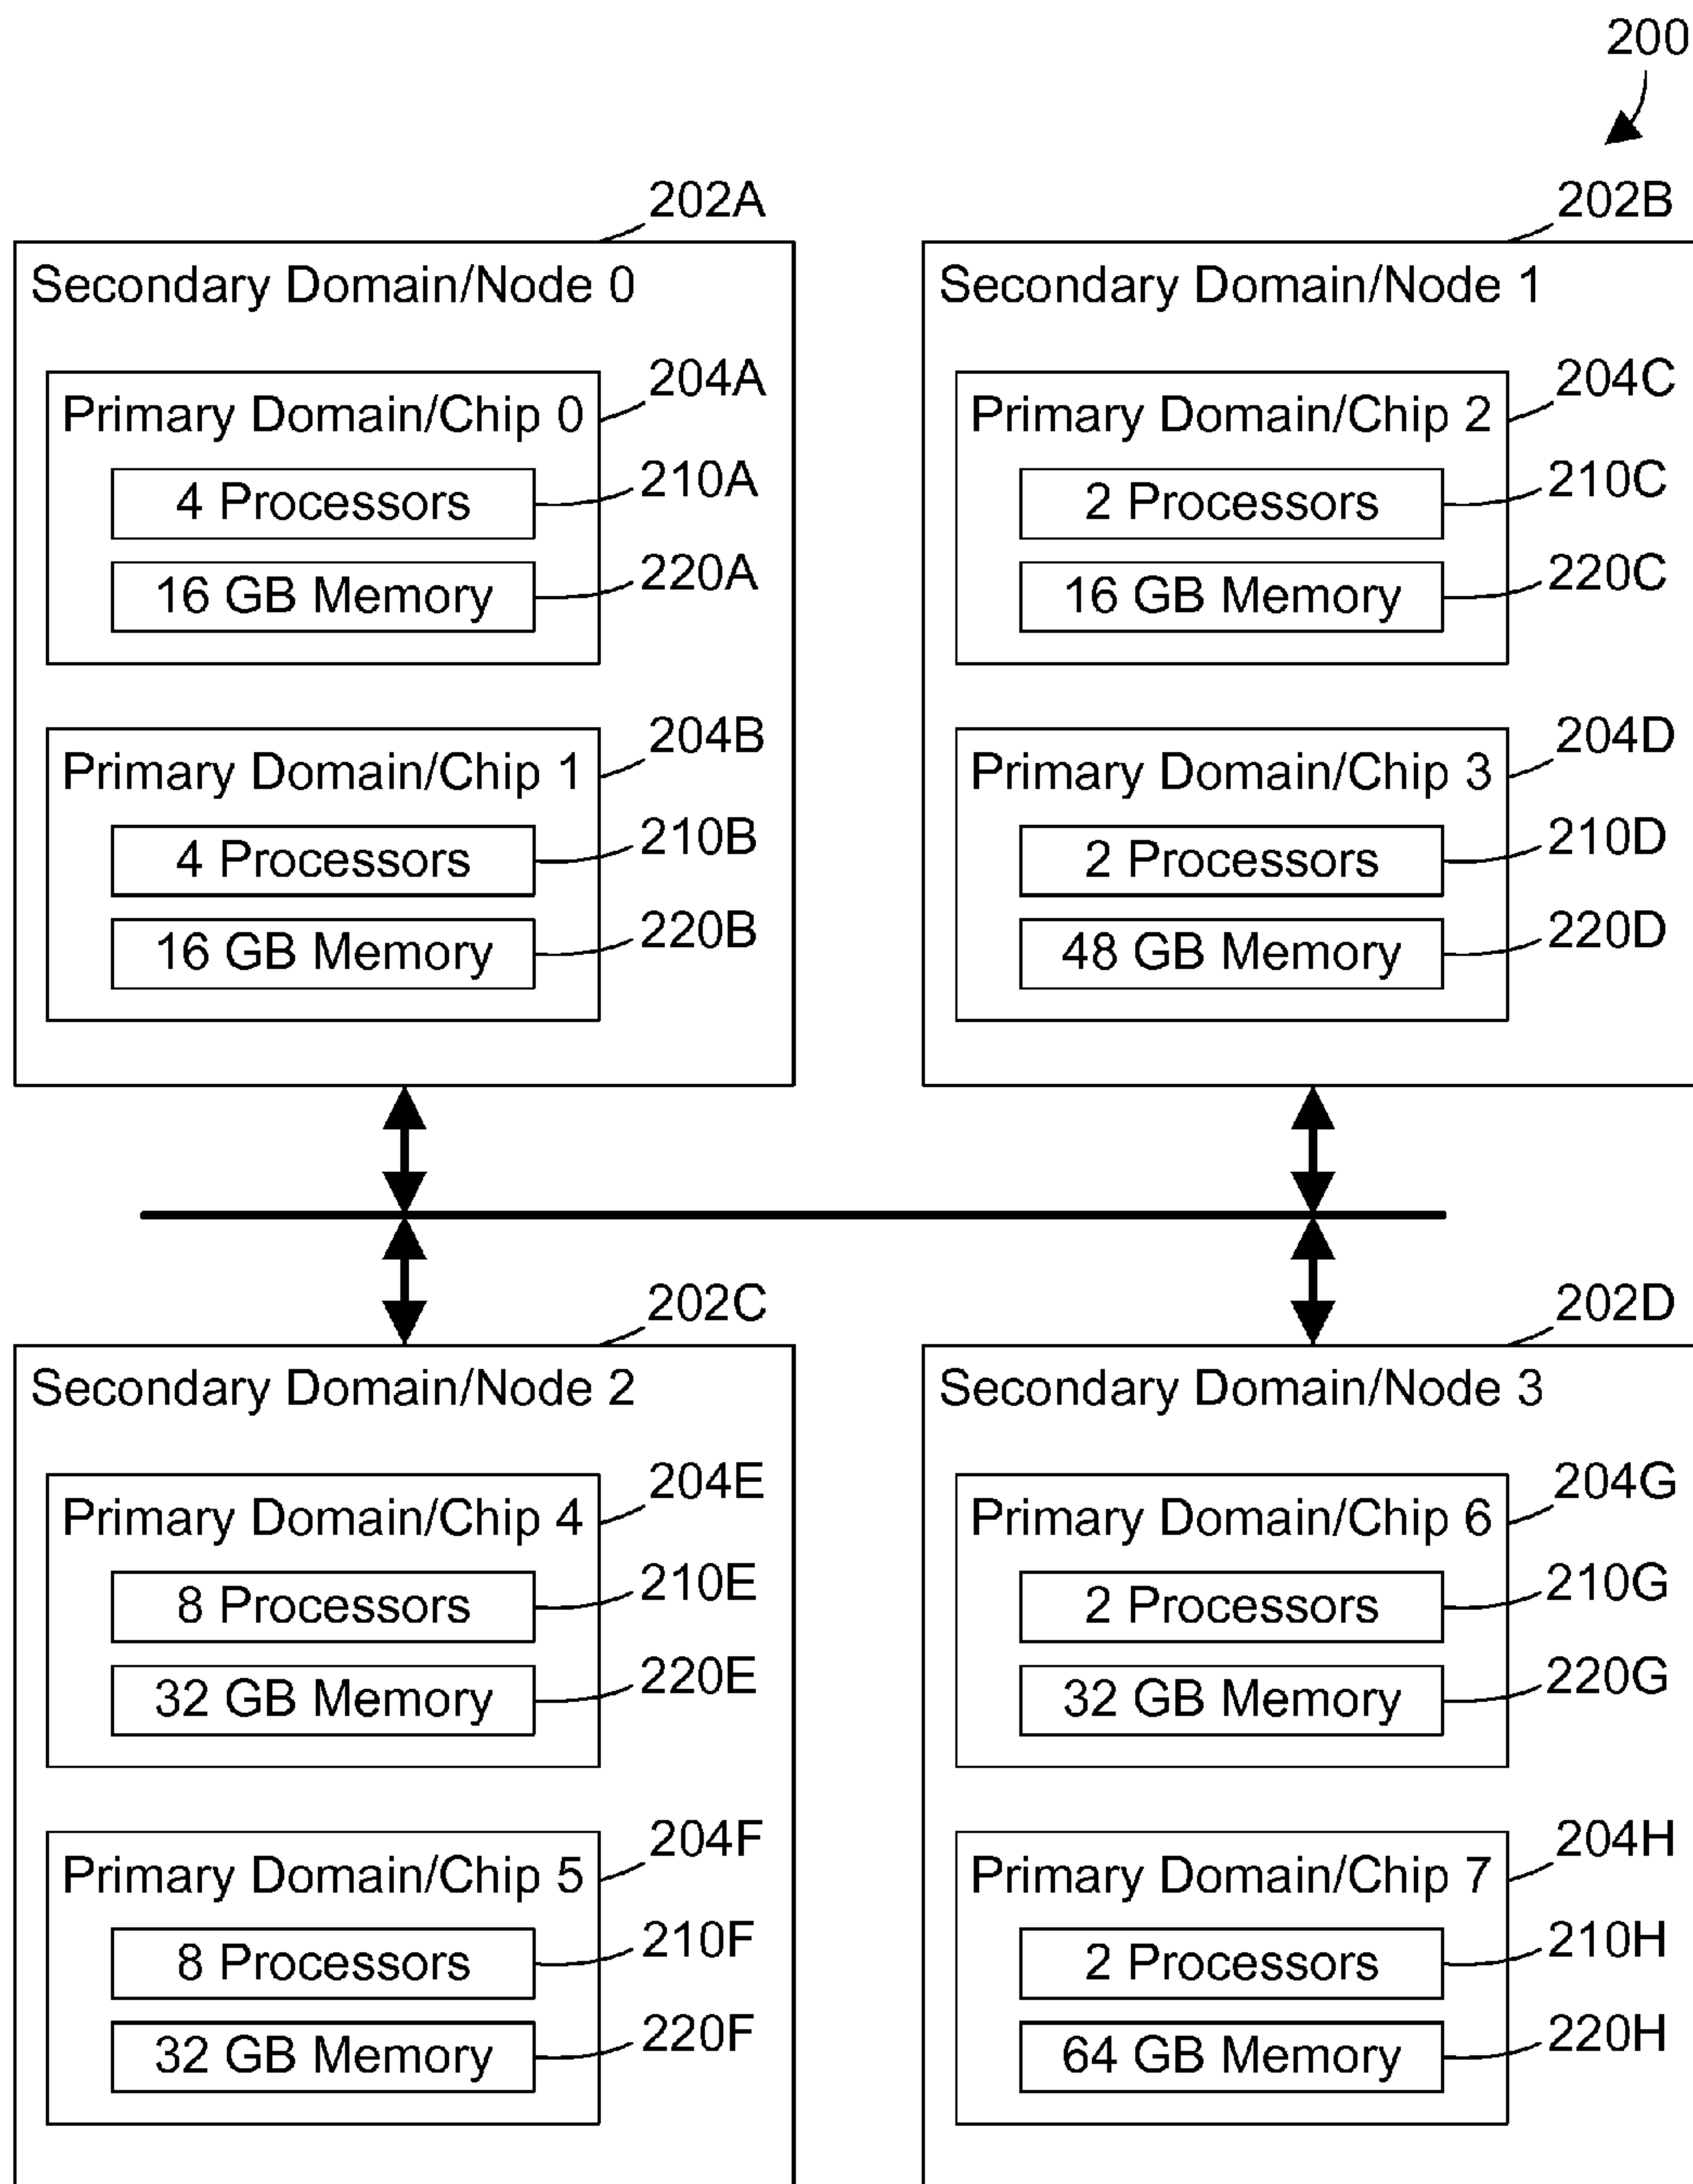 200
202A
Secondary Domain/Node 0
204A
Primary Domain/Chip 0
210A
4 Processors
220A
16 GB Memory
204B
Primary Domain/Chip 1
210B
4 Processors
220B
16 GB Memory
202B
Secondary Domain/Node 1
204C
Primary Domain/Chip 2
210C
2 Processors
220C
16 GB Memory
204D
Primary Domain/Chip 3
210D
2 Processors
220D
48 GB Memory
202C
Secondary Domain/Node 2
204E
Primary Domain/Chip 4
210E
8 Processors
220E
32 GB Memory
204F
Primary Domain/Chip 5
210F
8 Processors
220F
32 GB Memory
202D
Secondary Domain/Node 3
204G
Primary Domain/Chip 6
210G
2 Processors
220G
32 GB Memory
204H
Primary Domain/Chip 7
210H
2 Processors
220H
64 GB Memory